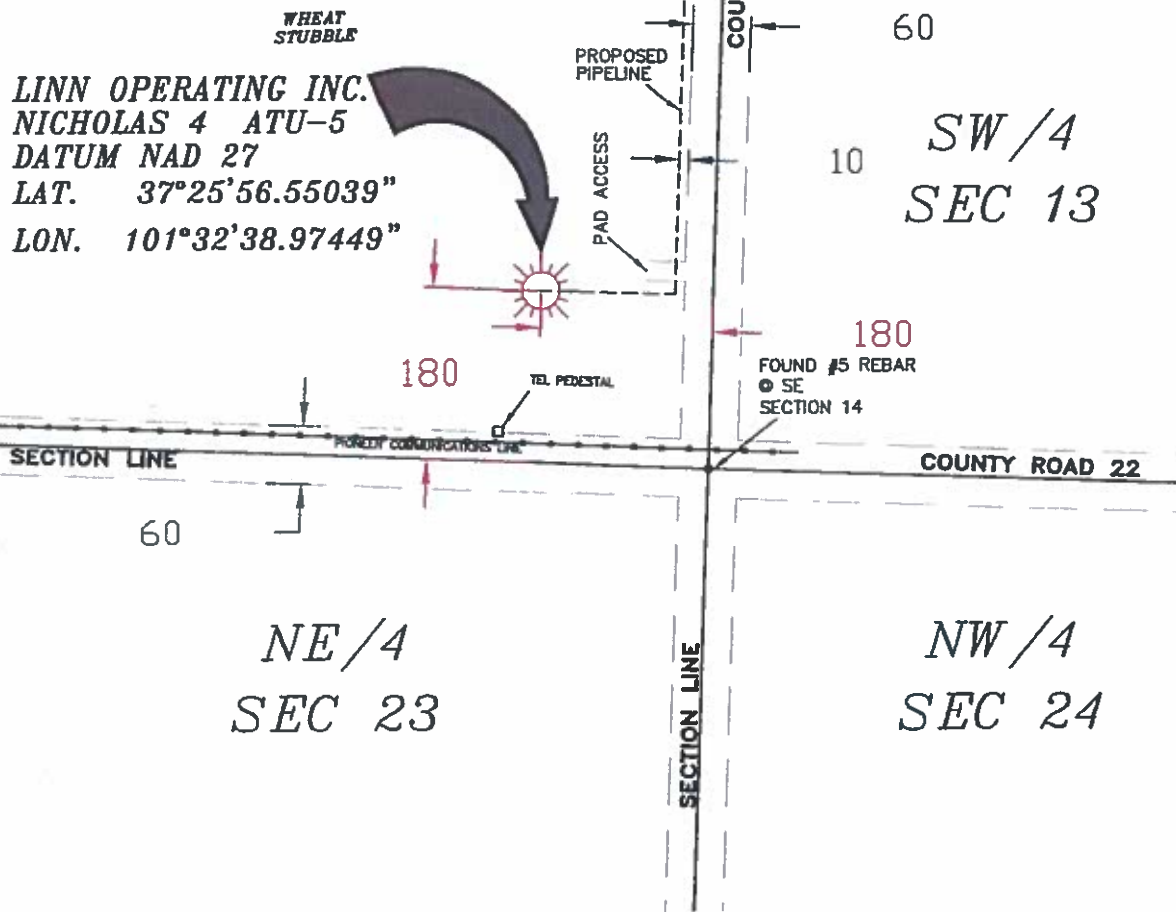 WHEAT
STUBBLE
COU
60
PROPOSED
PIPELINE
LINN OPERATING INC.
NICHOLAS 4 ATU-5
DATUM NAD 27
LAT. 37°25'56.55039"
LON. 101°32'38.97449"
PAD ACCESS
10
SW/4
SEC 13
180
180
TEL PEDESTAL
FOUND #5 REBAR
@ SE
SECTION 14
PIONEER COMMUNICATIONS LINE
SECTION LINE
COUNTY ROAD 22
60
NE/4
SEC 23
SECTION LINE
NW/4
SEC 24